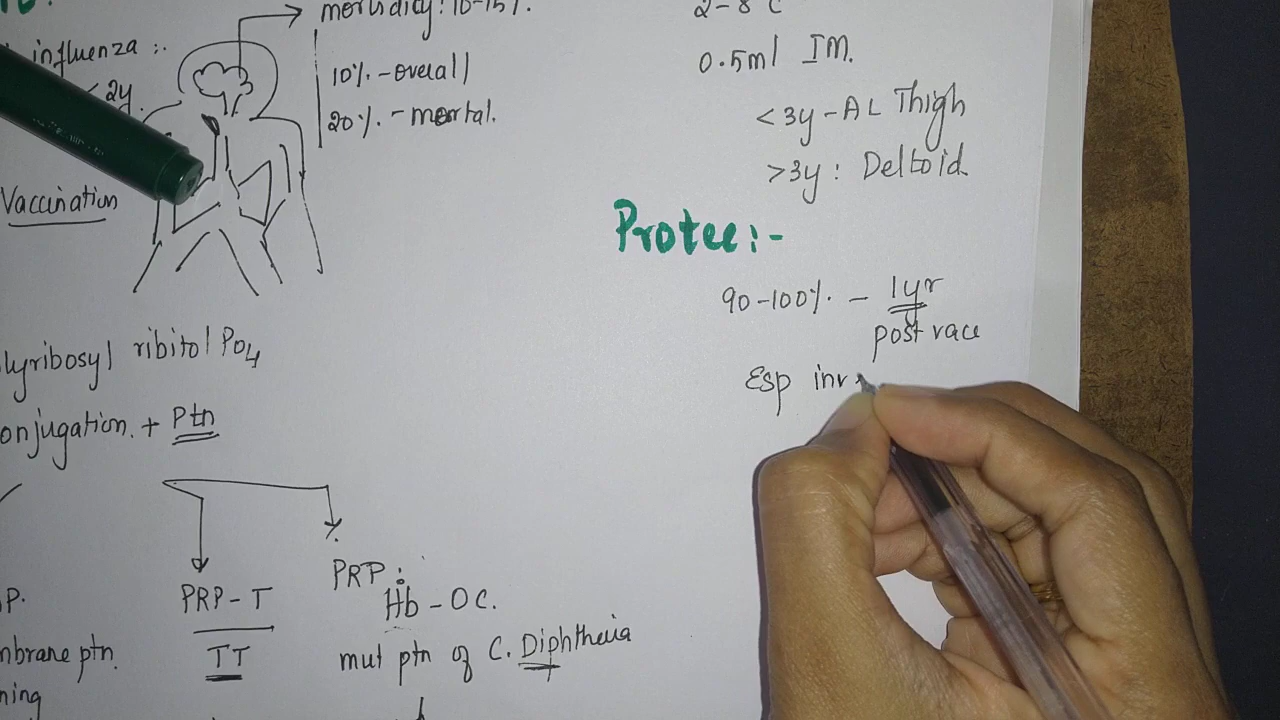 morbidity: 10-15%.
influenza :.
< 2y.
10%. - overall
20%. - mortal.
Vaccination
2-8°C
0.5ml IM.
<3y - AL Thigh
>3y: Deltoid.
Protec:-
90-100%. - 1yr
post vacc
Esp inv
lyribosyl ribitol PO4
onjugation. + Ptn
PRP - T
TT
PRP:
Hb - OC.
mut ptn of C. Diphtheria
P.
nbrane ptn.
ning